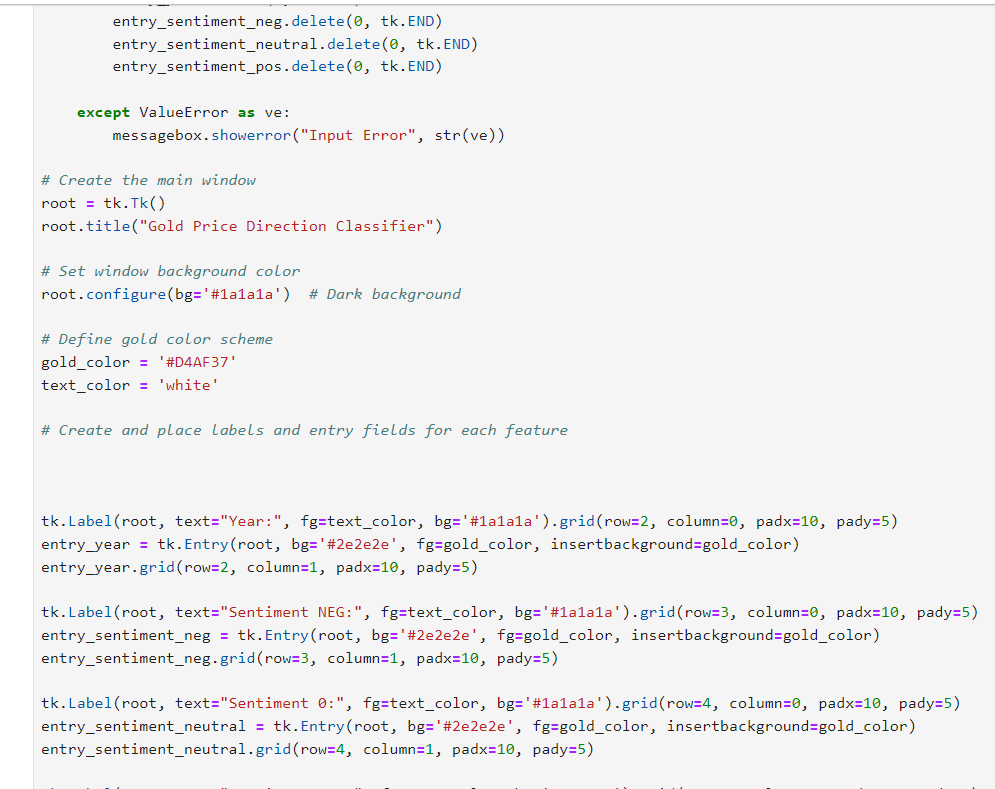 entry_sentiment_neg.delete(0, tk.END)
entry_sentiment_neutral.delete(0, tk.END)
entry_sentiment_pos.delete(0, tk.END)
except ValueError as ve:
messagebox.showerror("Input Error", str(ve))
# Create the main window
root = tk.Tk()
root.title("Gold Price Direction Classifier")
# Set window background color
root.configure(bg='#1a1a1a')  # Dark background
# Define gold color scheme
gold_color = '#D4AF37'
text_color = 'white'
# Create and place labels and entry fields for each feature
tk.Label(root, text="Year:", fg=text_color, bg='#1a1a1a').grid(row=2, column=0, padx=10, pady=5)
entry_year = tk.Entry(root, bg='#2e2e2e', fg=gold_color, insertbackground=gold_color)
entry_year.grid(row=2, column=1, padx=10, pady=5)
tk.Label(root, text="Sentiment NEG:", fg=text_color, bg='#1a1a1a').grid(row=3, column=0, padx=10, pady=5)
entry_sentiment_neg = tk.Entry(root, bg='#2e2e2e', fg=gold_color, insertbackground=gold_color)
entry_sentiment_neg.grid(row=3, column=1, padx=10, pady=5)
tk.Label(root, text="Sentiment 0:", fg=text_color, bg='#1a1a1a').grid(row=4, column=0, padx=10, pady=5)
entry_sentiment_neutral = tk.Entry(root, bg='#2e2e2e', fg=gold_color, insertbackground=gold_color)
entry_sentiment_neutral.grid(row=4, column=1, padx=10, pady=5)